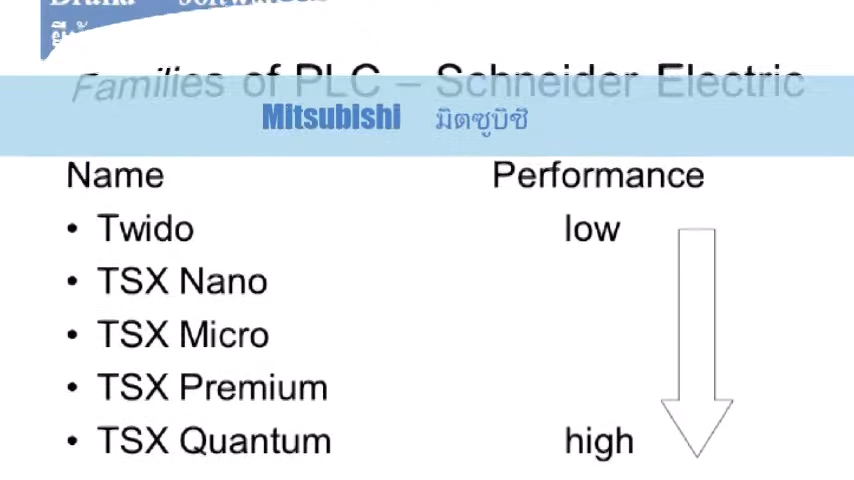 Families of PLC – Schneider Electric
Mitsubishi มิตซูบิชิ
Name Performance
• Twido low
• TSX Nano
• TSX Micro
• TSX Premium
• TSX Quantum high